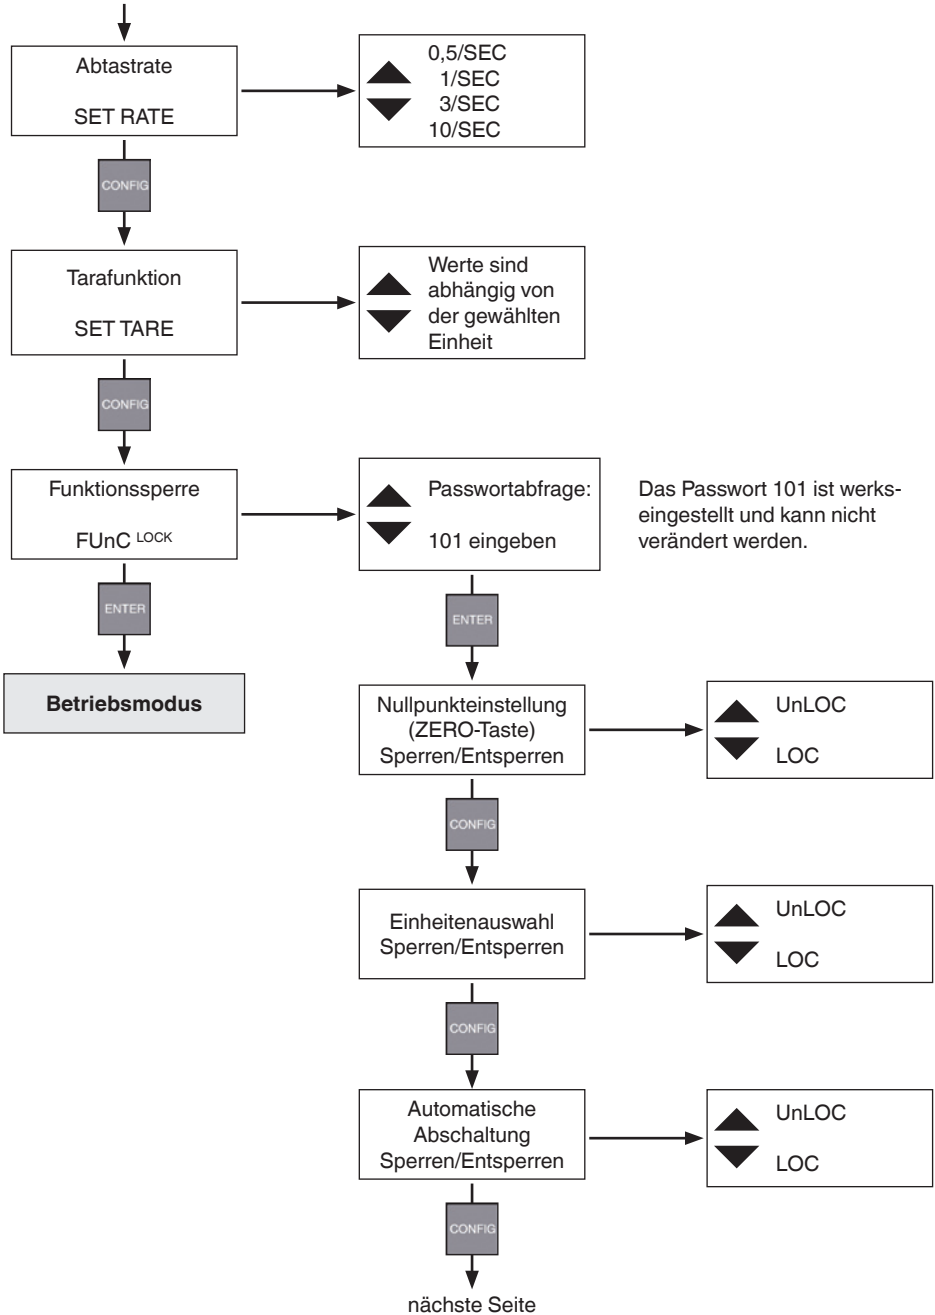 Abtastrate
SET RATE
0,5/SEC
1/SEC
3/SEC
10/SEC
CONFIG
Tarafunktion
SET TARE
Werte sind
abhängig von
der gewählten
Einheit
CONFIG
Funktionssperre
FUnC LOCK
Passwortabfrage:
101 eingeben
Das Passwort 101 ist werks-
eingestellt und kann nicht
verändert werden.
ENTER
ENTER
Betriebsmodus
Nullpunkteinstellung
(ZERO-Taste)
Sperren/Entsperren
UnLOC
LOC
CONFIG
Einheitenauswahl
Sperren/Entsperren
UnLOC
LOC
CONFIG
Automatische
Abschaltung
Sperren/Entsperren
UnLOC
LOC
CONFIG
nächste Seite